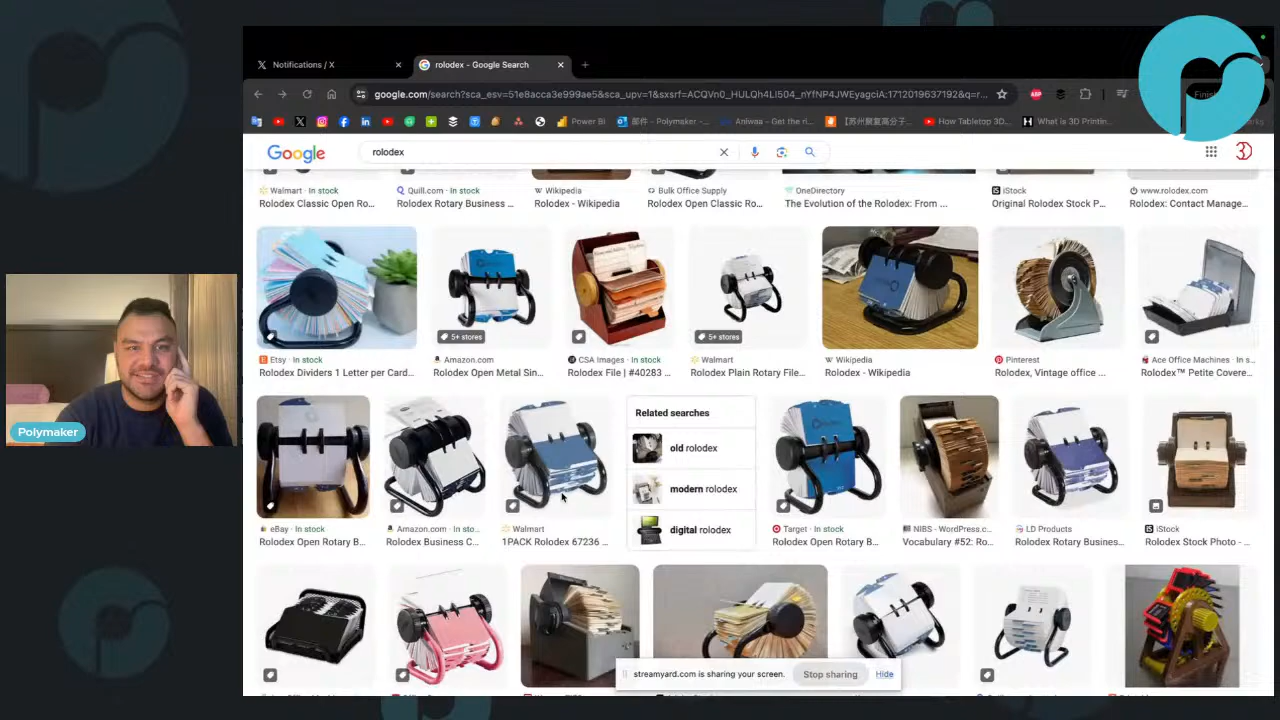 Notifications / X
rolodex - Google Search
google.com/search?sca_esv=51e8acca3e999ae5&sca_upv=1&sxsrf=ACQVn0_HULQh4LI504_nYfNP4JWEyagciA:1712019637192&q=r...
Finish
Power BI
邮件 - Polymaker -...
Aniwaa - Get the ri...
How Tabletop 3D...
What is 3D Printin...
Google
rolodex
Walmart · In stock
Rolodex Classic Open Ro...
Quill.com · In stock
Rolodex Rotary Business ...
Wikipedia
Rolodex - Wikipedia
Bulk Office Supply
Rolodex Open Classic Ro...
OneDirectory
The Evolution of the Rolodex: From ...
iStock
Original Rolodex Stock P...
www.rolodex.com
Rolodex: Contact Manage...
5+ stores
5+ stores
Etsy · In stock
Rolodex Dividers 1 Letter per Card...
Amazon.com
Rolodex Open Metal Sin...
CSA Images · In stock
Rolodex File | #40283 ...
Walmart
Rolodex Plain Rotary File...
Wikipedia
Rolodex - Wikipedia
Pinterest
Rolodex, Vintage office ...
Ace Office Machines · In s...
Rolodex™ Petite Covere...
Related searches
old rolodex
modern rolodex
digital rolodex
Polymaker
eBay · In stock
Rolodex Open Rotary B...
Amazon.com · In sto...
Rolodex Business C...
Walmart
1PACK Rolodex 67236 ...
Target · In stock
Rolodex Open Rotary B...
NIBS - WordPress.c...
Vocabulary #52: Ro...
LD Products
Rolodex Rotary Busines...
iStock
Rolodex Stock Photo - ...
streamyard.com is sharing your screen.
Stop sharing
Hide